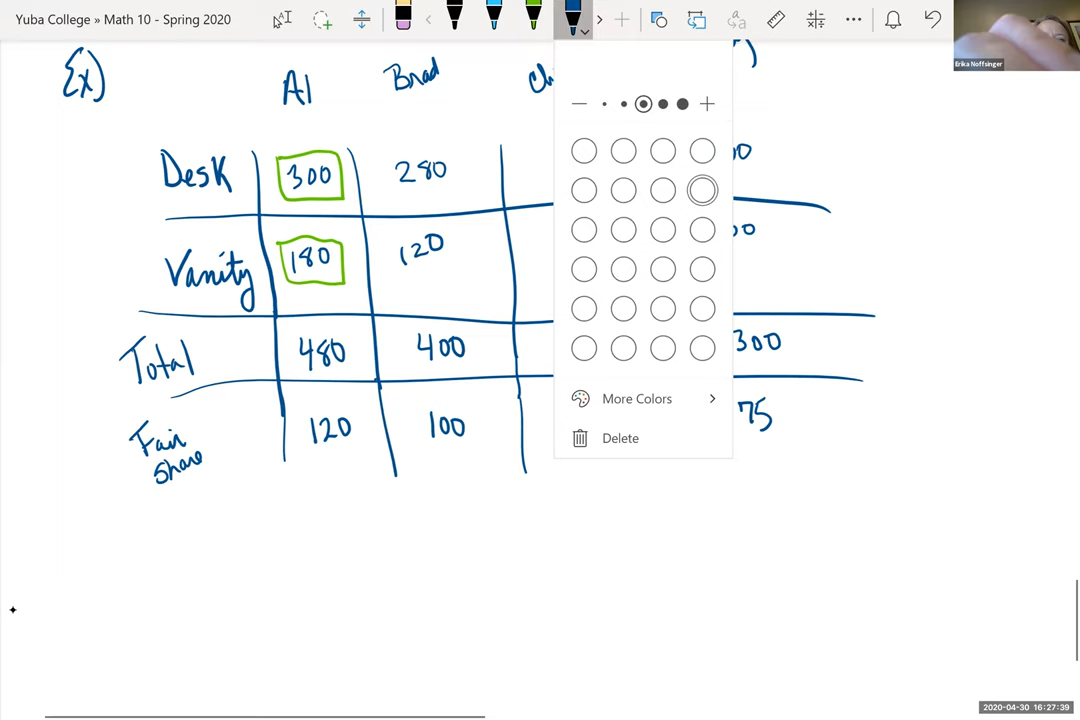 Yuba College » Math 10 - Spring 2020
Erika Noffsinger
Ex)
Al Brad Ch
Desk 300 280
Vanity 180 120
Total 480 400 300
Fair Share 120 100 75
More Colors
Delete
2020-04-30 16:27:39